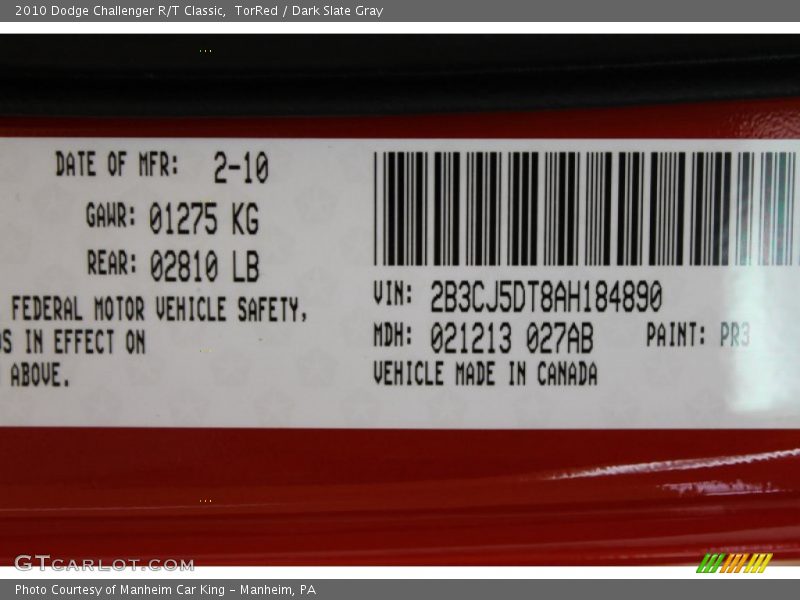 2010 Dodge Challenger R/T Classic,  TorRed / Dark Slate Gray
DATE OF MFR: 2-10
GAWR: 01275 KG
REAR: 02810 LB
FEDERAL MOTOR VEHICLE SAFETY,
IN EFFECT ON
ABOVE.
VIN: 2B3CJ5DT8AH184890
MDH: 021213 027AB PAINT: PR3
VEHICLE MADE IN CANADA
GTCARLOT.COM
Photo Courtesy of Manheim Car King - Manheim, PA